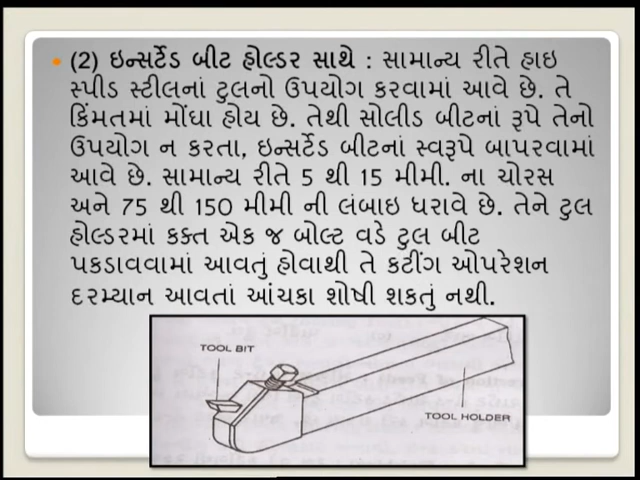 (2) ઇન્સર્ટેડ બીટ હોલ્ડર સાથે : સામાન્ય રીતે હાઇ
સ્પીડ સ્ટીલનાં ટુલનો ઉપયોગ કરવામાં આવે છે. તે
કિંમતમાં મોંઘા હોય છે. તેથી સોલીડ બીટનાં રૂપે તેનો
ઉપયોગ ન કરતા, ઇન્સર્ટેડ બીટનાં સ્વરૂપે બાપરવામાં
આવે છે. સામાન્ય રીતે 5 થી 15 મીમી. ના ચોરસ
અને 75 થી 150 મીમી ની લંબાઇ ધરાવે છે. તેને ટુલ
હોલ્ડરમાં કક્ત એક જ બોલ્ટ વડે ટુલ બીટ
પકડાવવામાં આવતું હોવાથી તે કટીંગ ઓપરેશન
દરમ્યાન આવતાં આંચકા શોષી શકતું નથી.
TOOL BIT
TOOL HOLDER